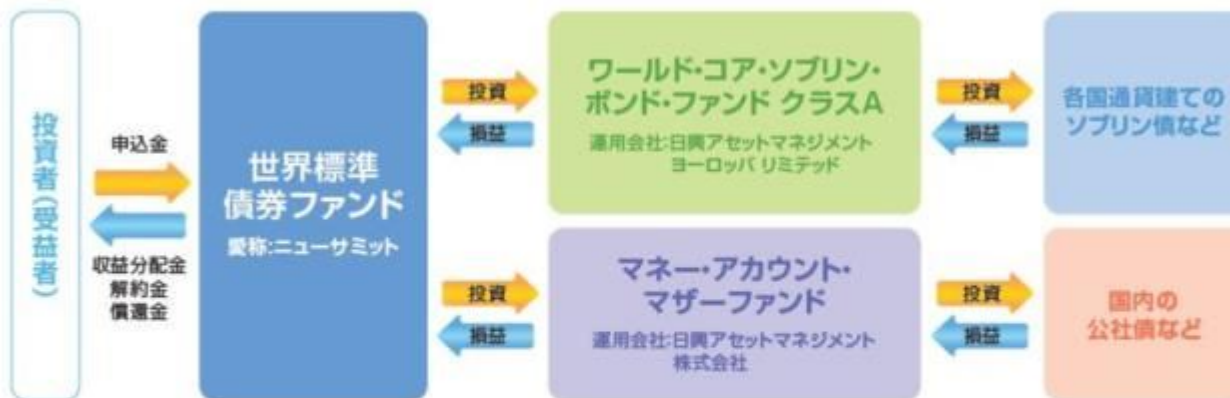 投資者(受益者)
申込金
収益分配金
解約金
償還金
世界標準
債券ファンド
愛称:ニューサミット
投資
損益
ワールド・コア・ソブリン・
ボンド・ファンド クラスA
運用会社:日興アセットマネジメント
ヨーロッパ リミテッド
投資
損益
各国通貨建ての
ソブリン債など
投資
損益
マネー・アカウント・
マザーファンド
運用会社:日興アセットマネジメント
株式会社
投資
損益
国内の
公社債など